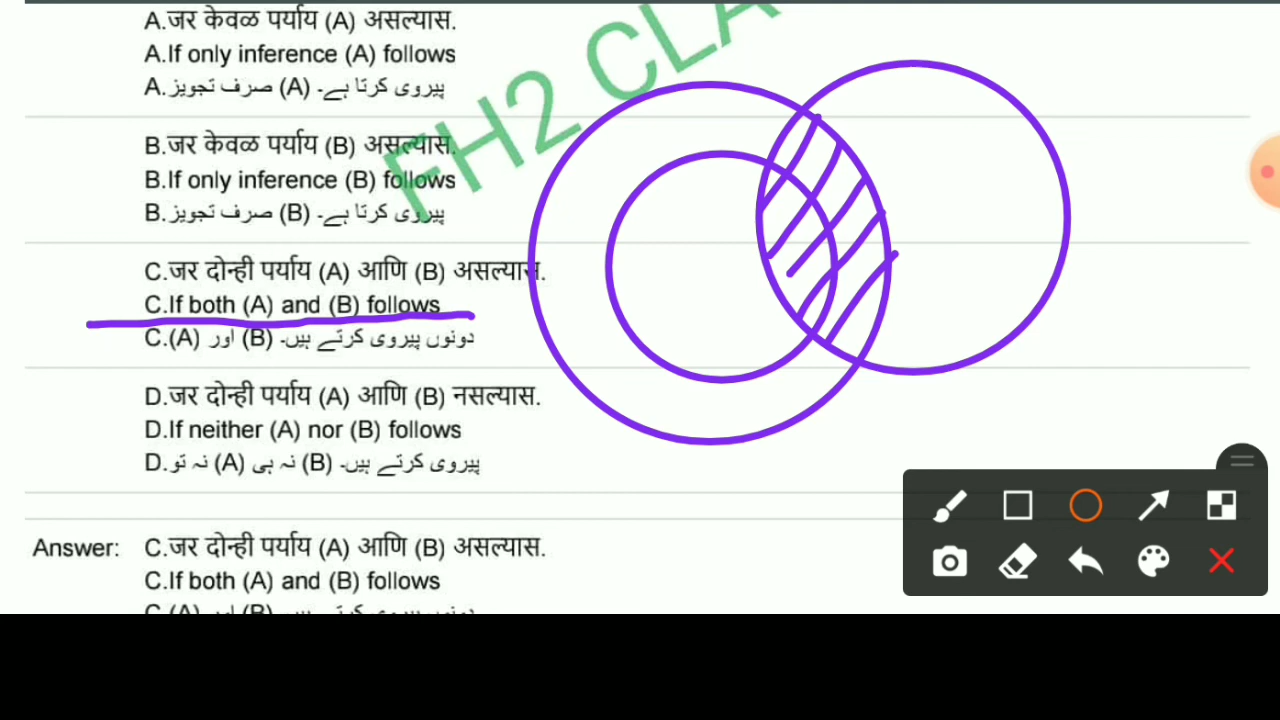 A.जर केवळ पर्याय (A) असल्यास.
A.If only inference (A) follows
A.صرف تجویز (A) پیروی کرتا ہے۔
B.जर केवळ पर्याय (B) असल्यास.
B.If only inference (B) follows
B.صرف تجویز (B) پیروی کرتا ہے۔
C.जर दोन्ही पर्याय (A) आणि (B) असल्यास.
C.If both (A) and (B) follows
C.(A) اور (B) دونوں پیروی کرتے ہیں۔
D.जर दोन्ही पर्याय (A) आणि (B) नसल्यास.
D.If neither (A) nor (B) follows
D.نہ تو (A) نہ ہی (B) پیروی کرتے ہیں۔
Answer: C.जर दोन्ही पर्याय (A) आणि (B) असल्यास.
C.If both (A) and (B) follows
FH2 CLA